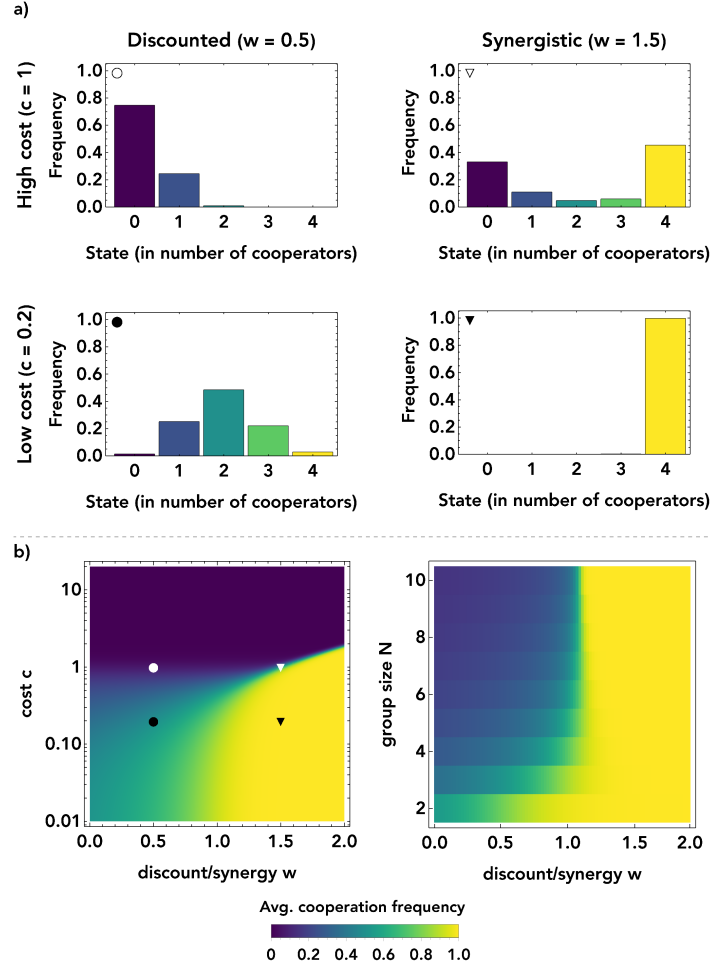 a)
Discounted (w = 0.5)
Synergistic (w = 1.5)
High cost (c = 1)
Frequency
1.0
0.8
0.6
0.4
0.2
0.0
0 1 2 3 4
State (in number of cooperators)
Frequency
1.0
0.8
0.6
0.4
0.2
0.0
0 1 2 3 4
State (in number of cooperators)
Low cost (c = 0.2)
Frequency
1.0
0.8
0.6
0.4
0.2
0.0
0 1 2 3 4
State (in number of cooperators)
Frequency
1.0
0.8
0.6
0.4
0.2
0.0
0 1 2 3 4
State (in number of cooperators)
b)
cost c
10
1
0.10
0.01
0.0 0.5 1.0 1.5 2.0
discount/synergy w
group size N
10
8
6
4
2
0.0 0.5 1.0 1.5 2.0
discount/synergy w
Avg. cooperation frequency
0 0.2 0.4 0.6 0.8 1.0